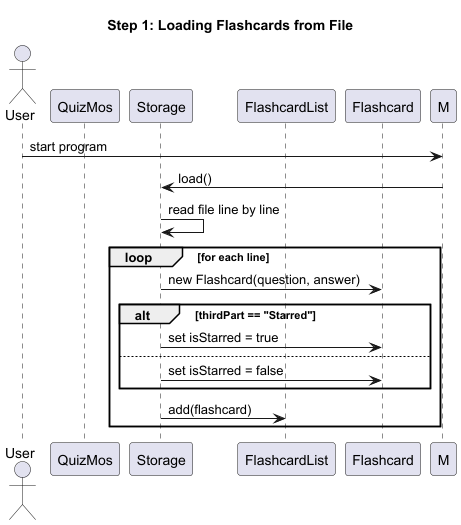 Step 1: Loading Flashcards from File
User
QuizMos
Storage
FlashcardList
Flashcard
M
start program
load()
read file line by line
loop
[for each line]
new Flashcard(question, answer)
alt
[thirdPart == "Starred"]
set isStarred = true
set isStarred = false
add(flashcard)
User
QuizMos
Storage
FlashcardList
Flashcard
M